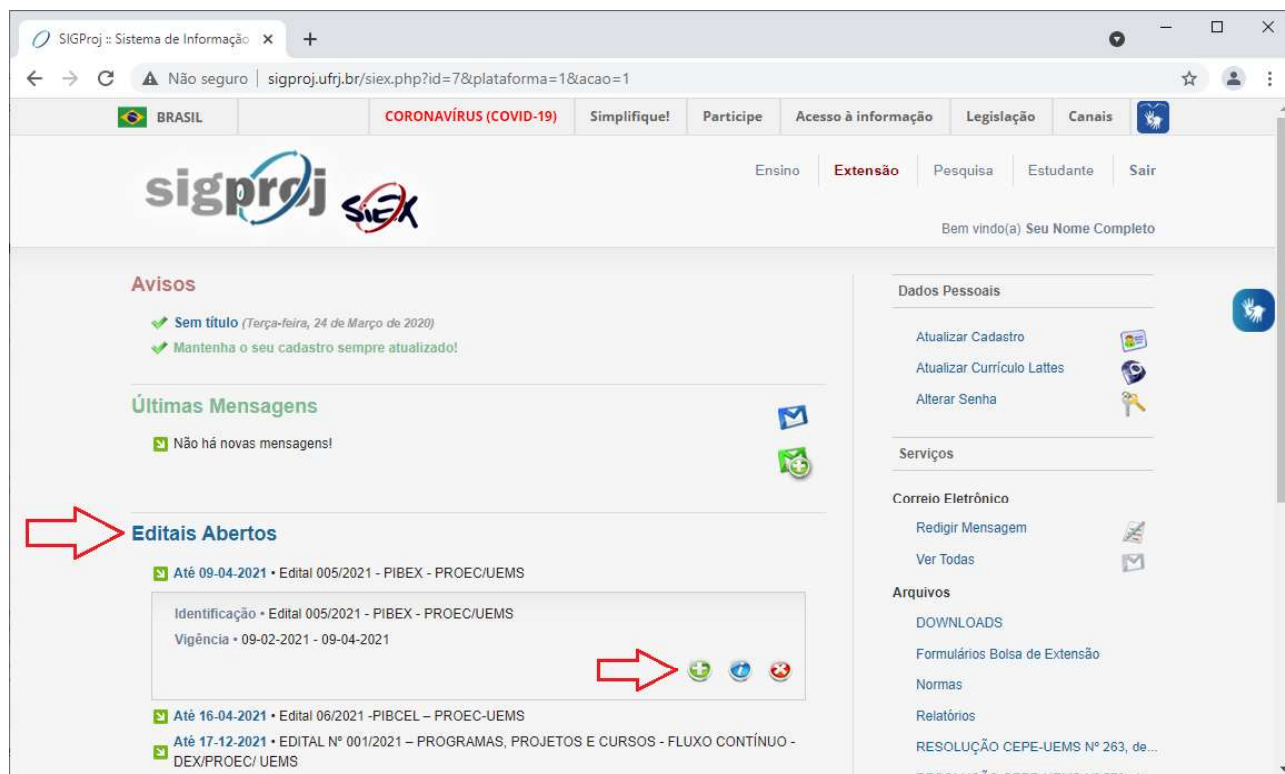 SIGProj :: Sistema de Informação
Não seguro | sigproj.ufrj.br/siex.php?id=7&plataforma=1&acao=1
BRASIL CORONAVÍRUS (COVID-19) Simplifique! Participe Acesso à informação Legislação Canais
sigproj SiEX
Ensino Extensão Pesquisa Estudante Sair
Bem vindo(a) Seu Nome Completo
Avisos
Sem título (Terça-feira, 24 de Março de 2020)
Mantenha o seu cadastro sempre atualizado!
Últimas Mensagens
Não há novas mensagens!
Editais Abertos
Até 09-04-2021 • Edital 005/2021 - PIBEX - PROEC/UEMS
Identificação • Edital 005/2021 - PIBEX - PROEC/UEMS
Vigência • 09-02-2021 - 09-04-2021
Até 16-04-2021 • Edital 06/2021 -PIBCEL – PROEC-UEMS
Até 17-12-2021 • EDITAL Nº 001/2021 – PROGRAMAS, PROJETOS E CURSOS - FLUXO CONTÍNUO -
DEX/PROEC/ UEMS
Dados Pessoais
Atualizar Cadastro
Atualizar Currículo Lattes
Alterar Senha
Serviços
Correio Eletrônico
Redigir Mensagem
Ver Todas
Arquivos
DOWNLOADS
Formulários Bolsa de Extensão
Normas
Relatórios
RESOLUÇÃO CEPE-UEMS Nº 263, de...